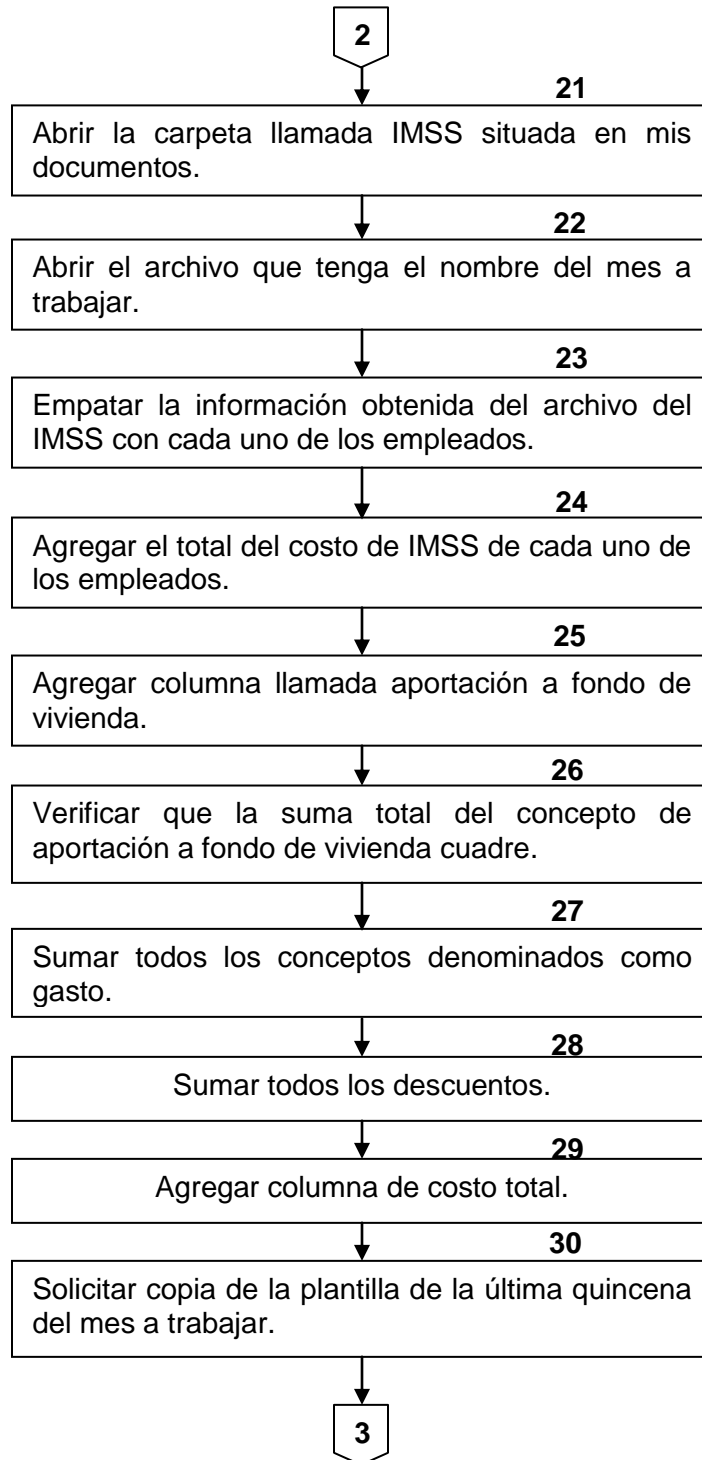 2
21
Abrir la carpeta llamada IMSS situada en mis
documentos.
22
Abrir el archivo que tenga el nombre del mes a
trabajar.
23
Empatar la información obtenida del archivo del
IMSS con cada uno de los empleados.
24
Agregar el total del costo de IMSS de cada uno de
los empleados.
25
Agregar columna llamada aportación a fondo de
vivienda.
26
Verificar que la suma total del concepto de
aportación a fondo de vivienda cuadre.
27
Sumar todos los conceptos denominados como
gasto.
28
Sumar todos los descuentos.
29
Agregar columna de costo total.
30
Solicitar copia de la plantilla de la última quincena
del mes a trabajar.
3